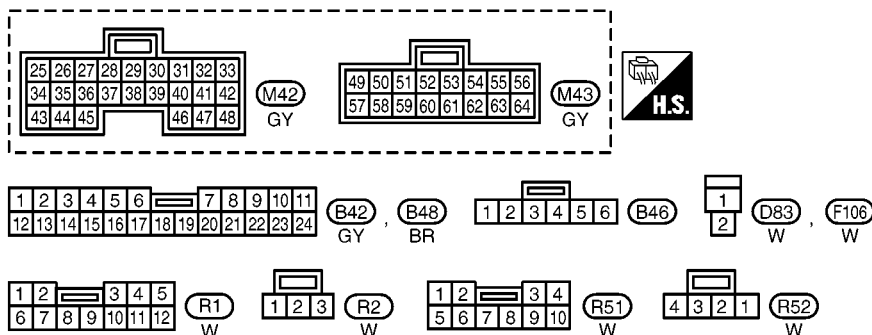 25 26 27 28 29 30 31 32 33
34 35 36 37 38 39 40 41 42
43 44 45 46 47 48
M42
GY
49 50 51 52 53 54 55 56
57 58 59 60 61 62 63 64
M43
GY
H.S.
1 2 3 4 5 6 7 8 9 10 11
12 13 14 15 16 17 18 19 20 21 22 23 24
B42 , B48
GY BR
1 2 3 4 5 6
B46
1
2
D83 , F106
W W
1 2 3 4 5
6 7 8 9 10 11 12
R1
W
1 2 3
R2
W
1 2 3 4
5 6 7 8 9 10
R51
W
4 3 2 1
R52
W